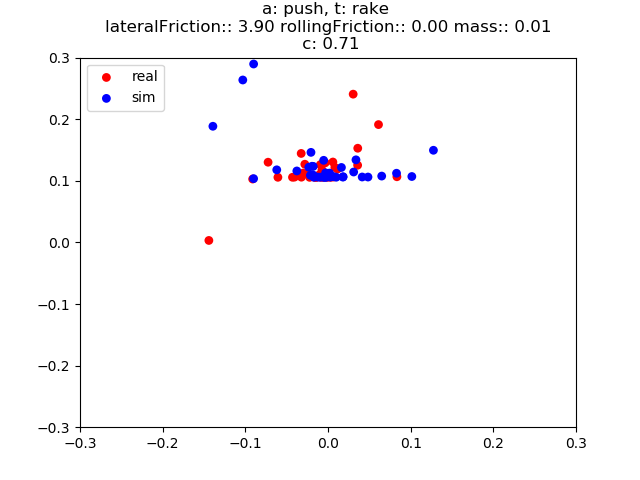 a: push, t: rake
lateralFriction:: 3.90 rollingFriction:: 0.00 mass:: 0.01
c: 0.71
real
sim
0.3
0.2
0.1
0.0
−0.1
−0.2
−0.3
−0.3
−0.2
−0.1
0.0
0.1
0.2
0.3